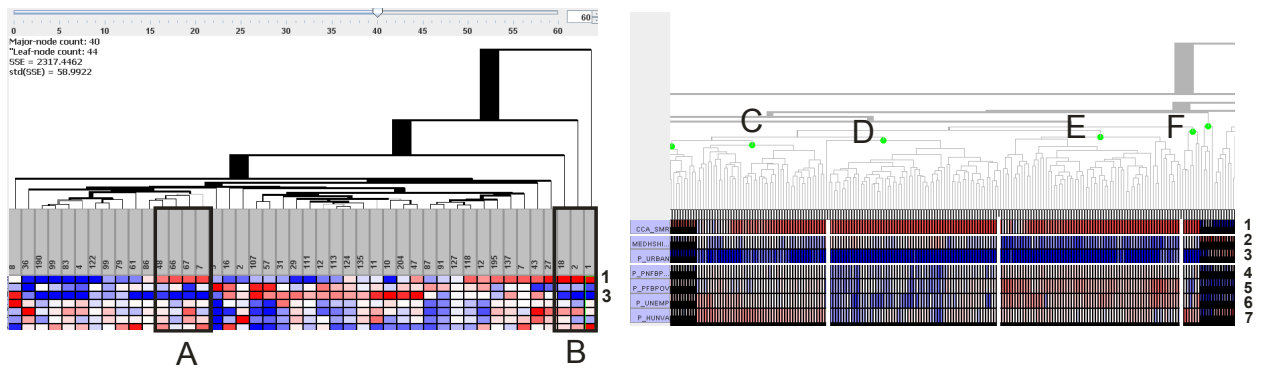 60
0 5 10 15 20 25 30 35 40 45 50 55 60
Major-node count: 40
"Leaf-node count: 44
SSE = 2317.4462
std(SSE) = 58.9922
8 36 190 99 83 4 122 99 79 61 86 48 66 67 7 16 2 107 57 51 29 111 12 113 124 135 11 10 204 47 87 91 127 118 12 195 137 7 43 27 18 2 1
1
3
A B
C D E F
CCA_SMR 1
MEDHSHI... 2
P_URBAN 3
P_PNFBP... 4
P_PFBPOV 5
P_UNEMP 6
P_HUNVA 7